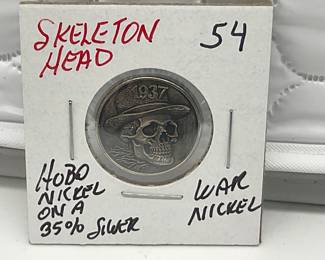 SKELETON
HEAD
54
1937
HOBO
NICKEL
ON A
35% SILVER
WAR
NICKEL